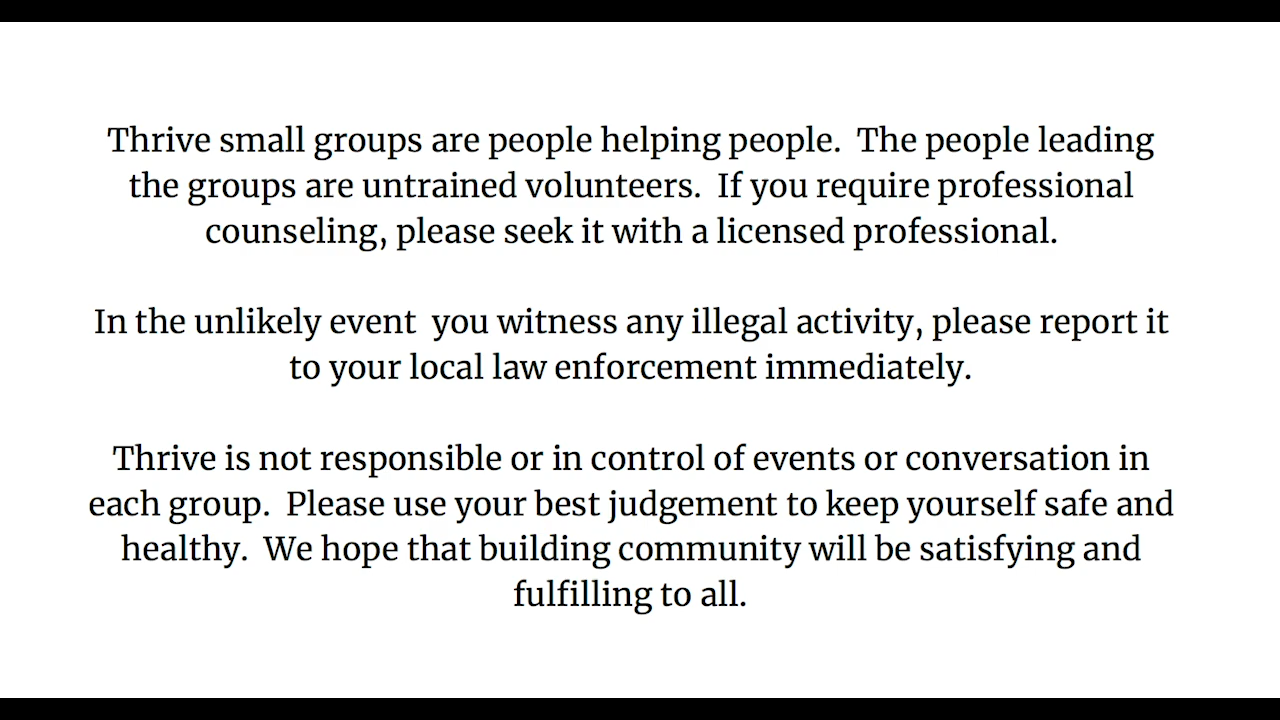 Thrive small groups are people helping people.  The people leading
the groups are untrained volunteers.  If you require professional
counseling, please seek it with a licensed professional.
In the unlikely event  you witness any illegal activity, please report it
to your local law enforcement immediately.
Thrive is not responsible or in control of events or conversation in
each group.  Please use your best judgement to keep yourself safe and
healthy.  We hope that building community will be satisfying and
fulfilling to all.